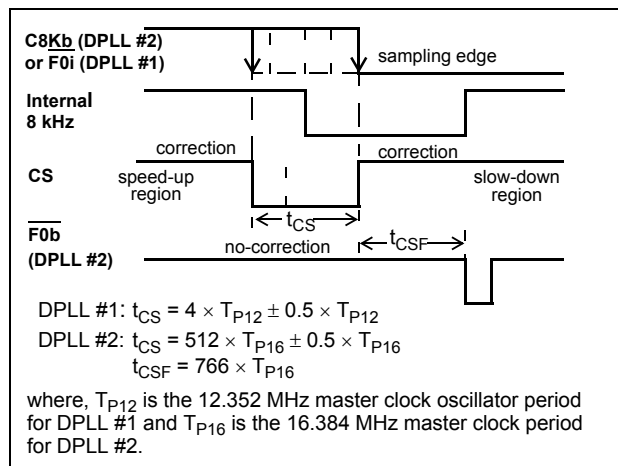 C8Kb (DPLL #2)
or F0i (DPLL #1)
sampling edge
Internal
8 kHz
correction
correction
CS
speed-up
region
slow-down
region
tCS
F0b
(DPLL #2)
no-correction
tCSF
DPLL #1: tCS = 4 × TP12 ± 0.5 × TP12
DPLL #2: tCS = 512 × TP16 ± 0.5 × TP16
tCSF = 766 × TP16
where, TP12 is the 12.352 MHz master clock oscillator period
for DPLL #1 and TP16 is the 16.384 MHz master clock period
for DPLL #2.